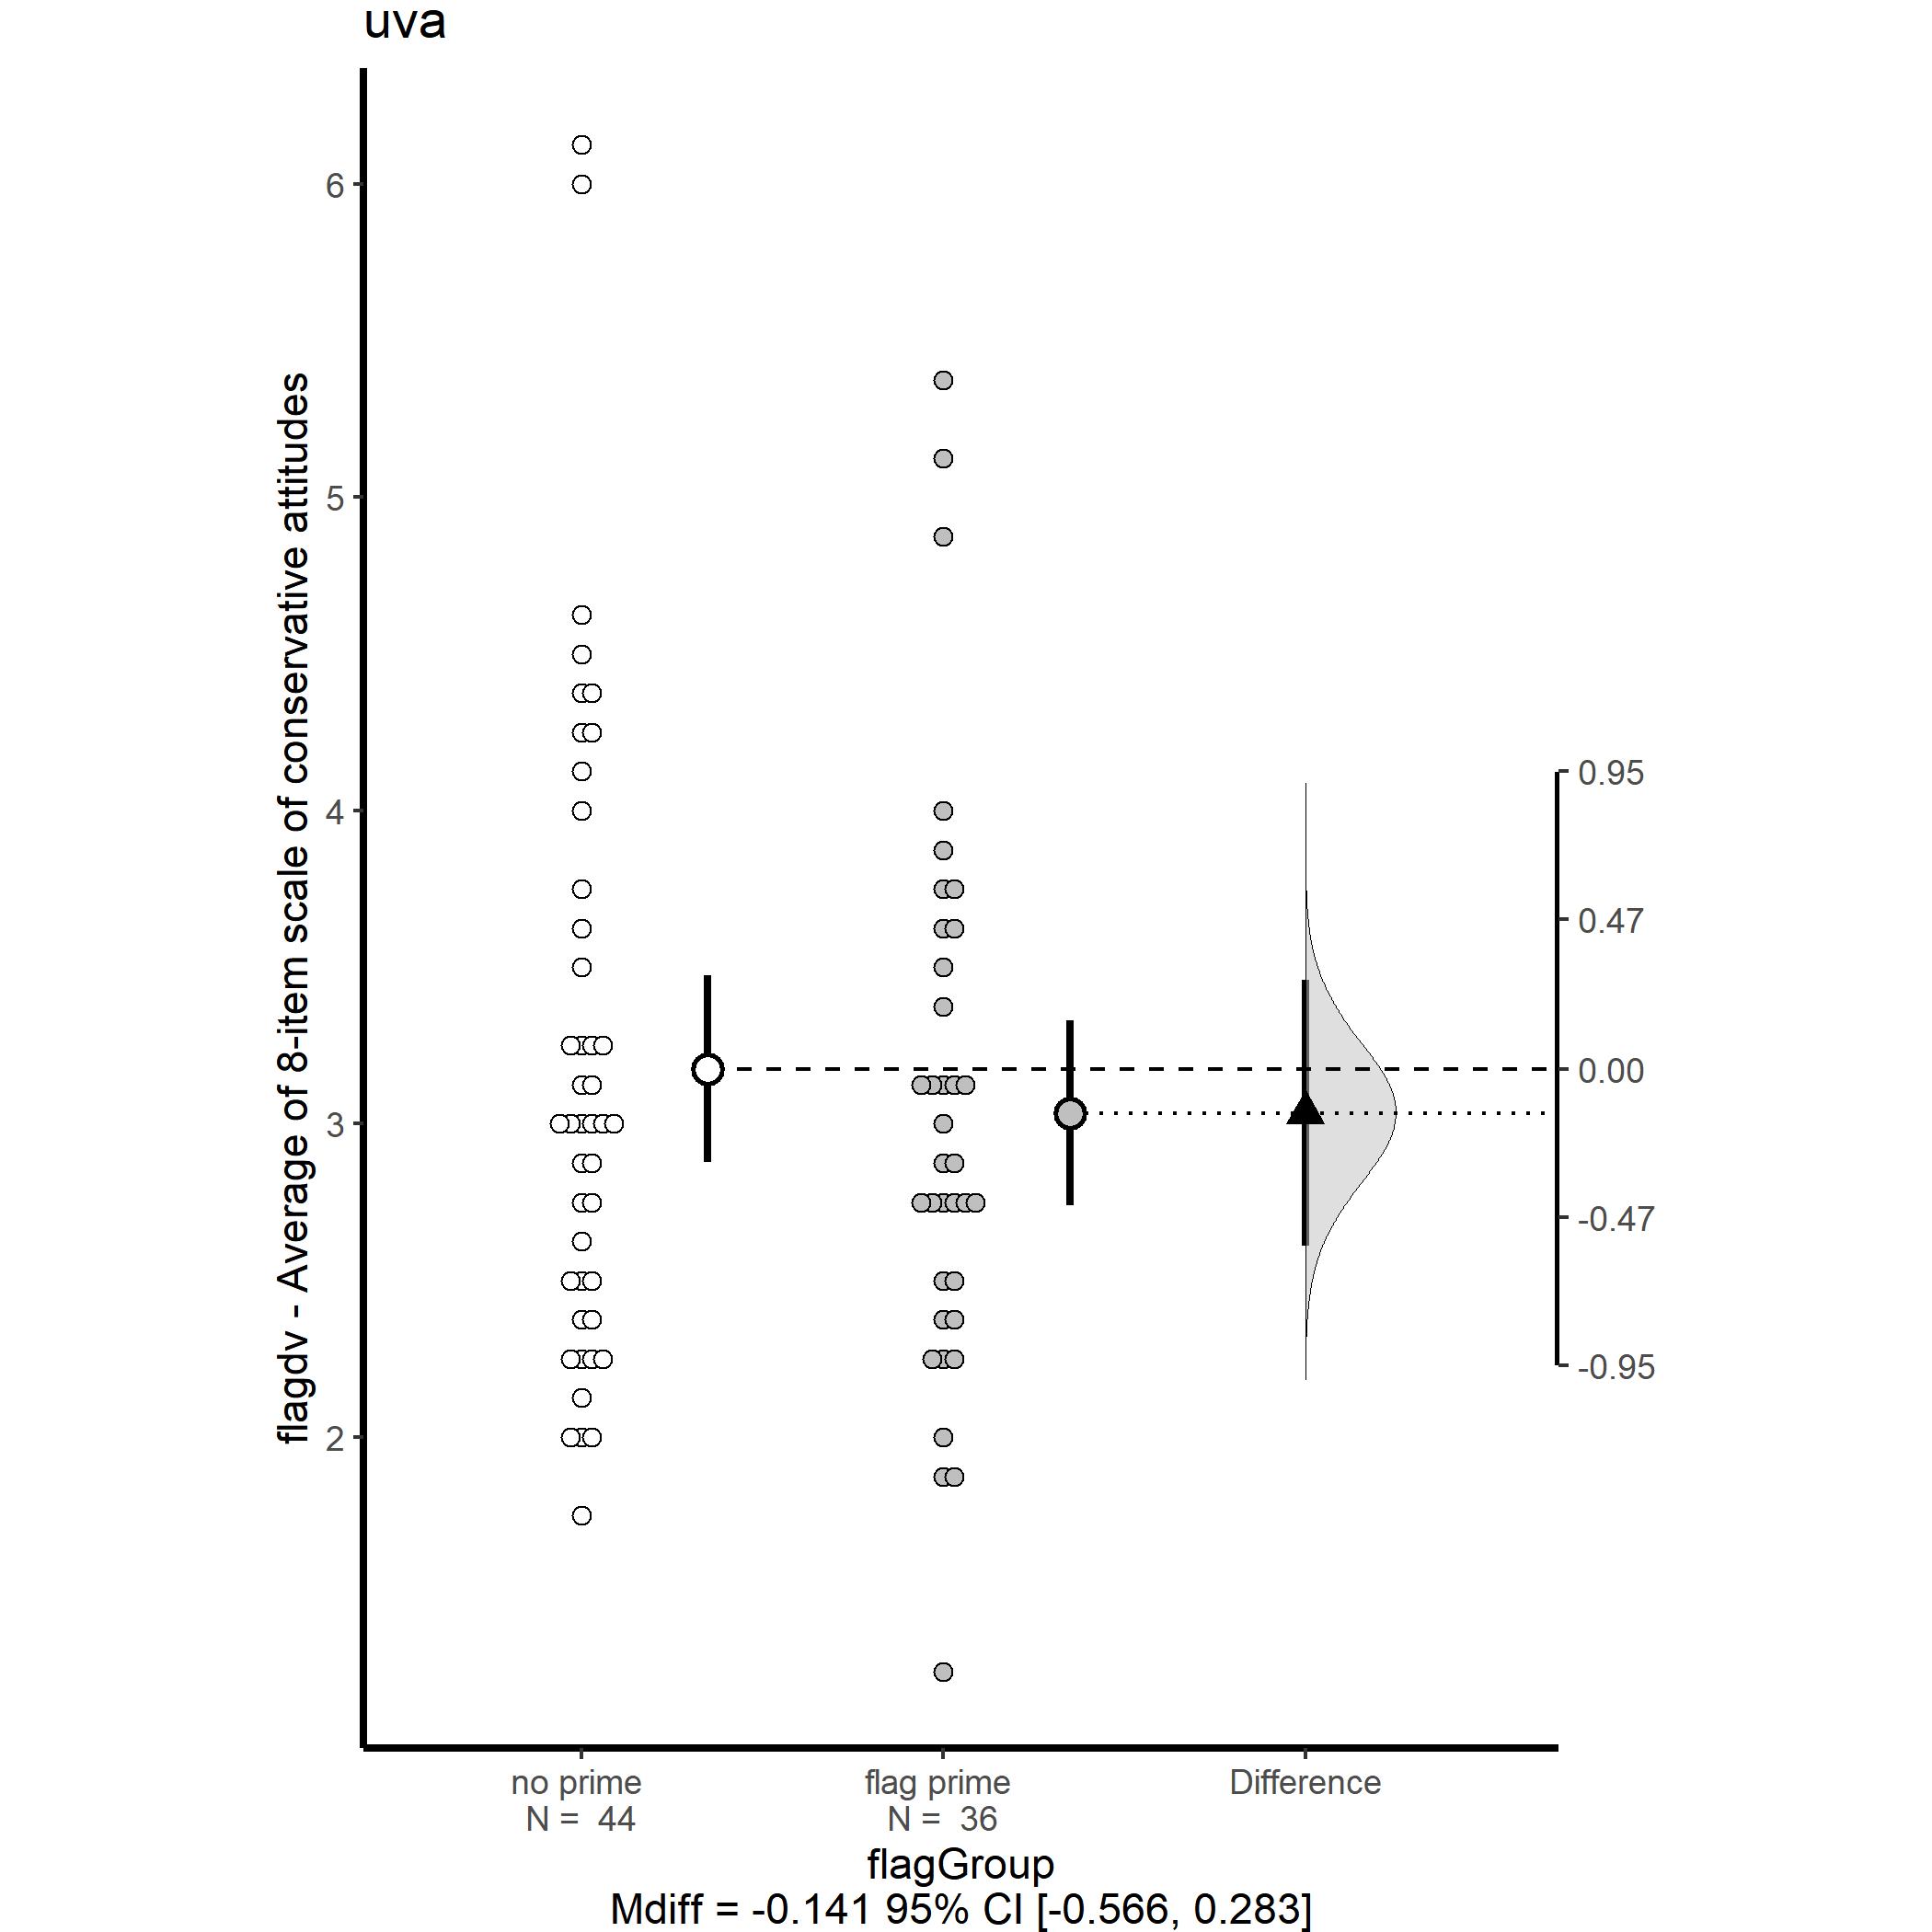 uva
flagdv - Average of 8-item scale of conservative attitudes
6
5
4
3
2
0.95
0.47
0.00
-0.47
-0.95
no prime
N =  44
flag prime
N =  36
Difference
flagGroup
Mdiff = -0.141 95% CI [-0.566, 0.283]